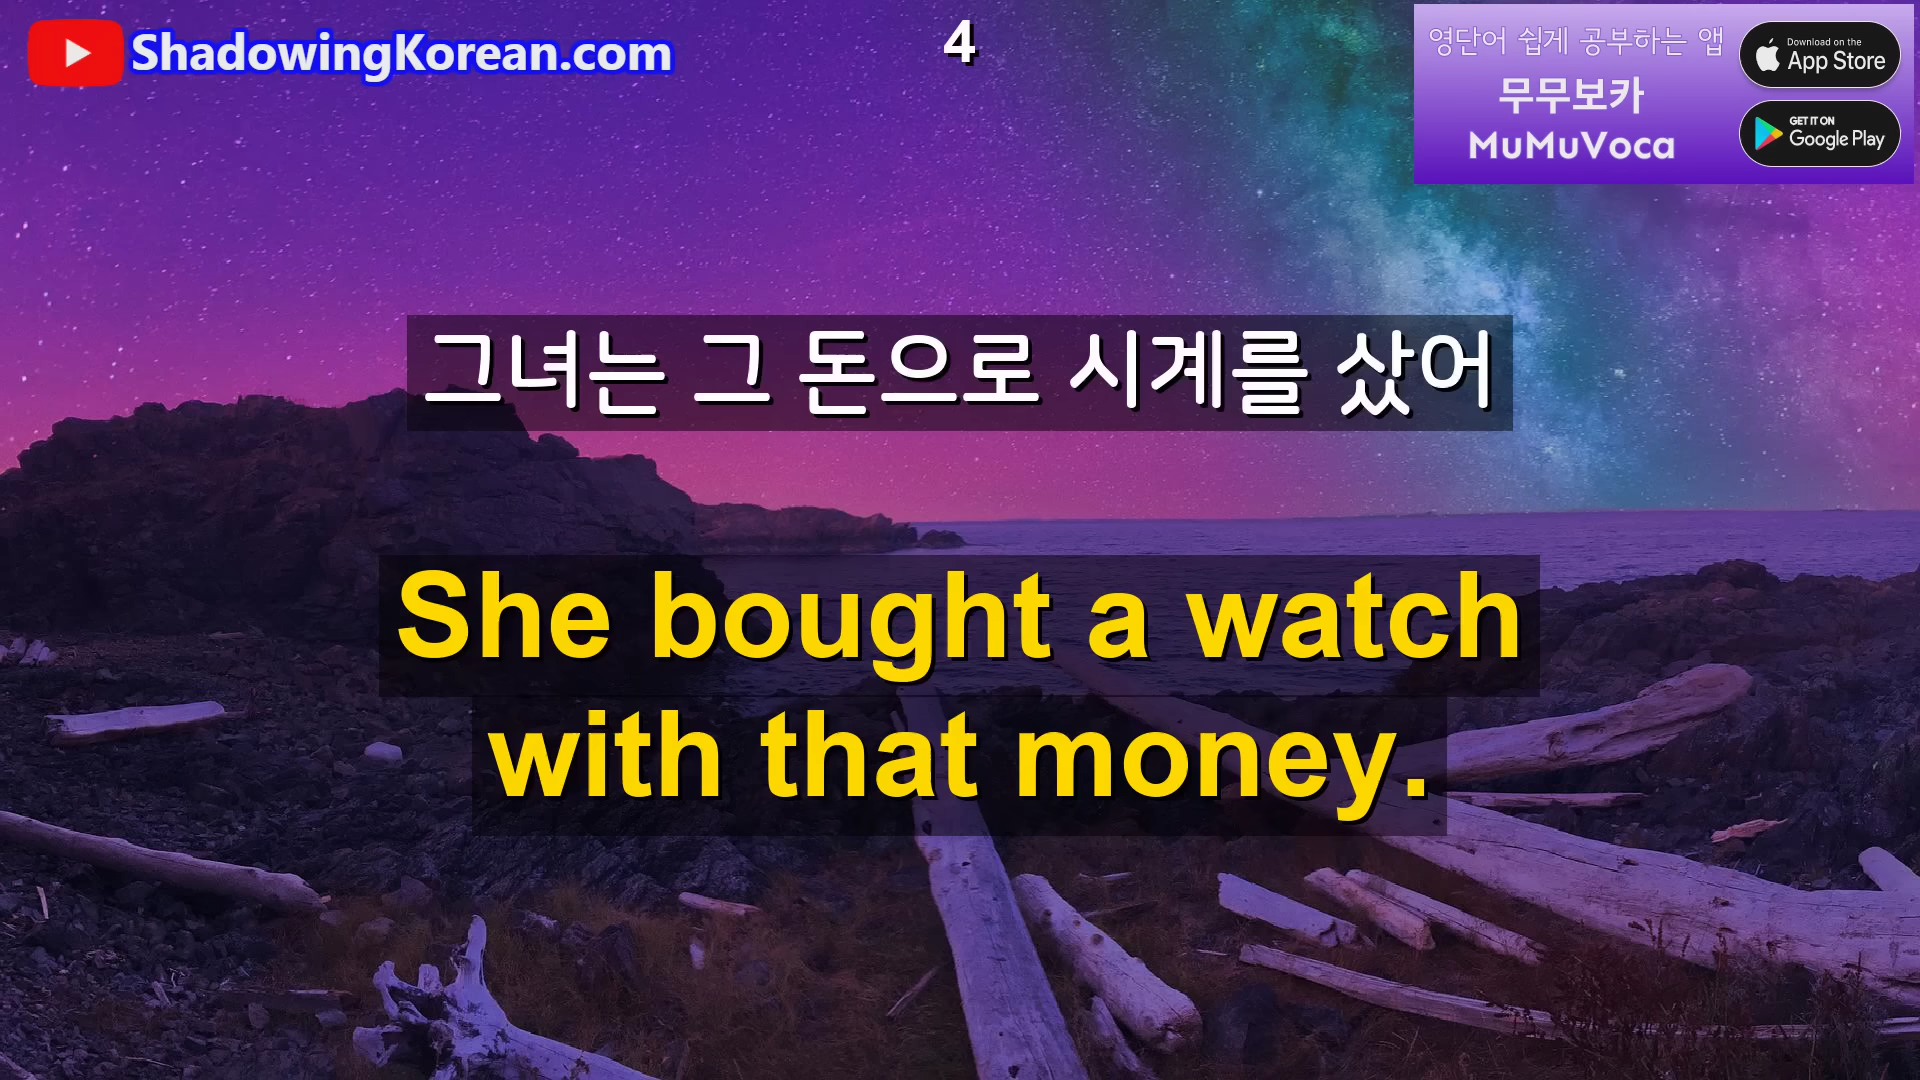 ShadowingKorean.com
4
영단어 쉽게 공부하는 앱
무무보카
MuMuVoca
Download on the
App Store
GET IT ON
Google Play
그녀는 그 돈으로 시계를 샀어
She bought a watch
with that money.